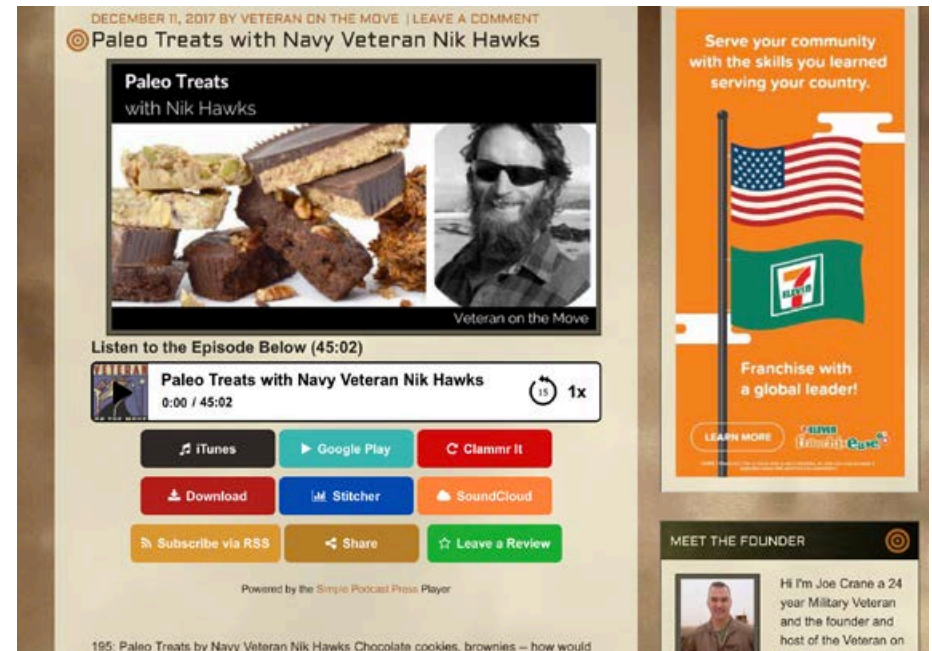 DECEMBER 11, 2017 BY VETERAN ON THE MOVE | LEAVE A COMMENT
Paleo Treats with Navy Veteran Nik Hawks
Paleo Treats
with Nik Hawks
Veteran on the Move
Listen to the Episode Below (45:02)
VETERAN
Paleo Treats with Navy Veteran Nik Hawks
0:00 / 45:02
15
1x
iTunes
Google Play
Clammr It
Download
Stitcher
SoundCloud
Subscribe via RSS
Share
Leave a Review
Powered by the Simple Podcast Press Player
195: Paleo Treats by Navy Veteran Nik Hawks Chocolate cookies, brownies – how would
Serve your community
with the skills you learned
serving your country.
7
ELEVEN
Franchise with
a global leader!
LEARN MORE
MEET THE FOUNDER
Hi I'm Joe Crane a 24
year Military Veteran
and the founder and
host of the Veteran on